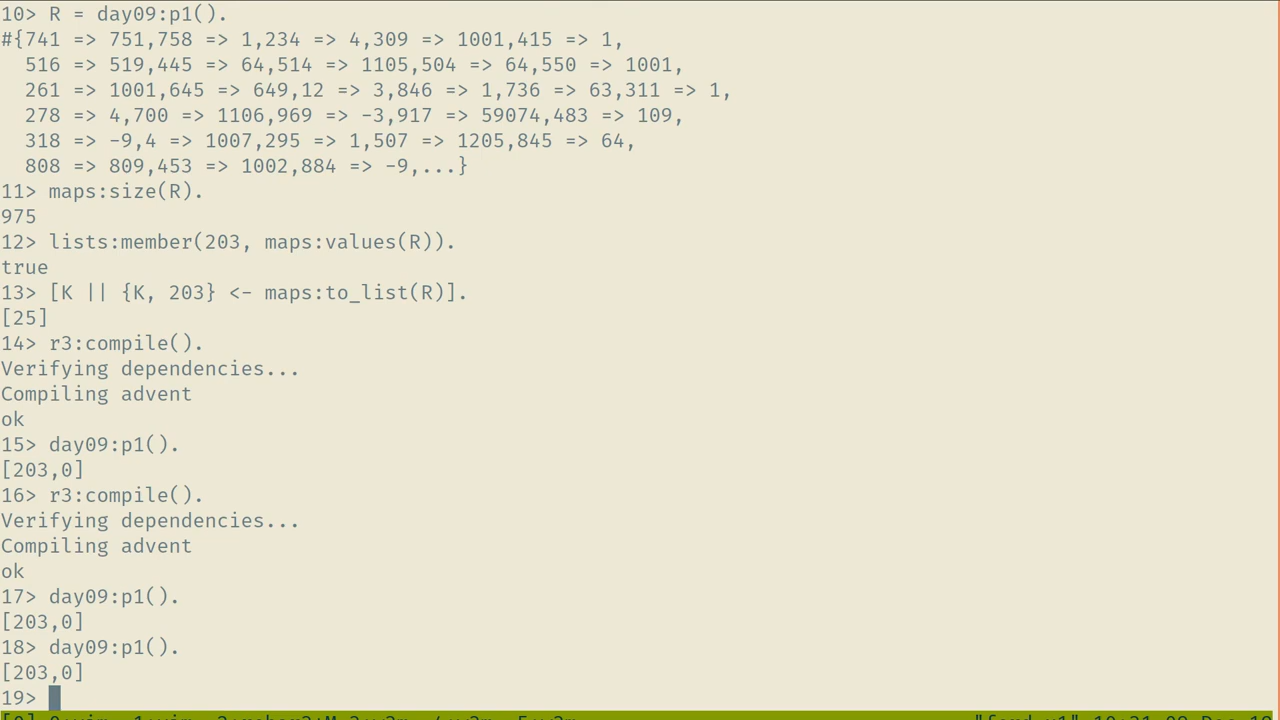 10> R = day09:p1().
#{741 => 751,758 => 1,234 => 4,309 => 1001,415 => 1,
516 => 519,445 => 64,514 => 1105,504 => 64,550 => 1001,
261 => 1001,645 => 649,12 => 3,846 => 1,736 => 63,311 => 1,
278 => 4,700 => 1106,969 => -3,917 => 59074,483 => 109,
318 => -9,4 => 1007,295 => 1,507 => 1205,845 => 64,
808 => 809,453 => 1002,884 => -9,...}
11> maps:size(R).
975
12> lists:member(203, maps:values(R)).
true
13> [K || {K, 203} <- maps:to_list(R)].
[25]
14> r3:compile().
Verifying dependencies...
Compiling advent
ok
15> day09:p1().
[203,0]
16> r3:compile().
Verifying dependencies...
Compiling advent
ok
17> day09:p1().
[203,0]
18> day09:p1().
[203,0]
19>